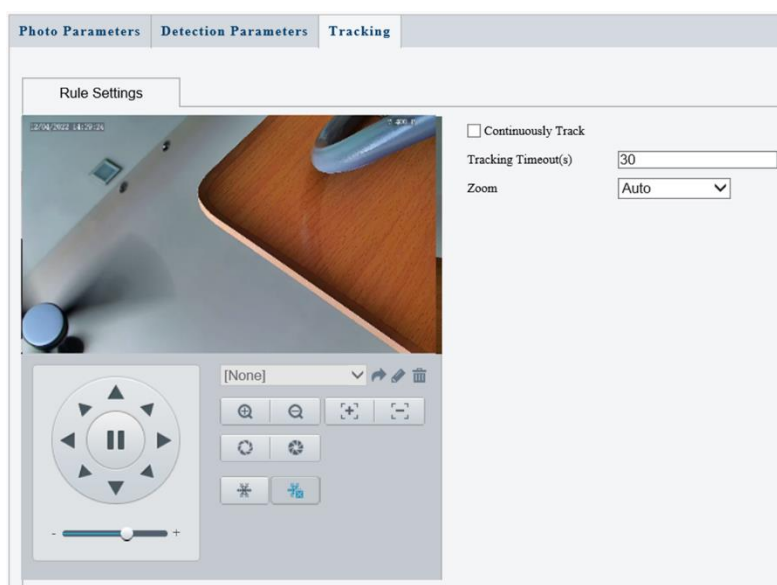 Photo Parameters Detection Parameters Tracking
Rule Settings
Continuously Track
Tracking Timeout(s) 30
Zoom Auto
[None]
- +